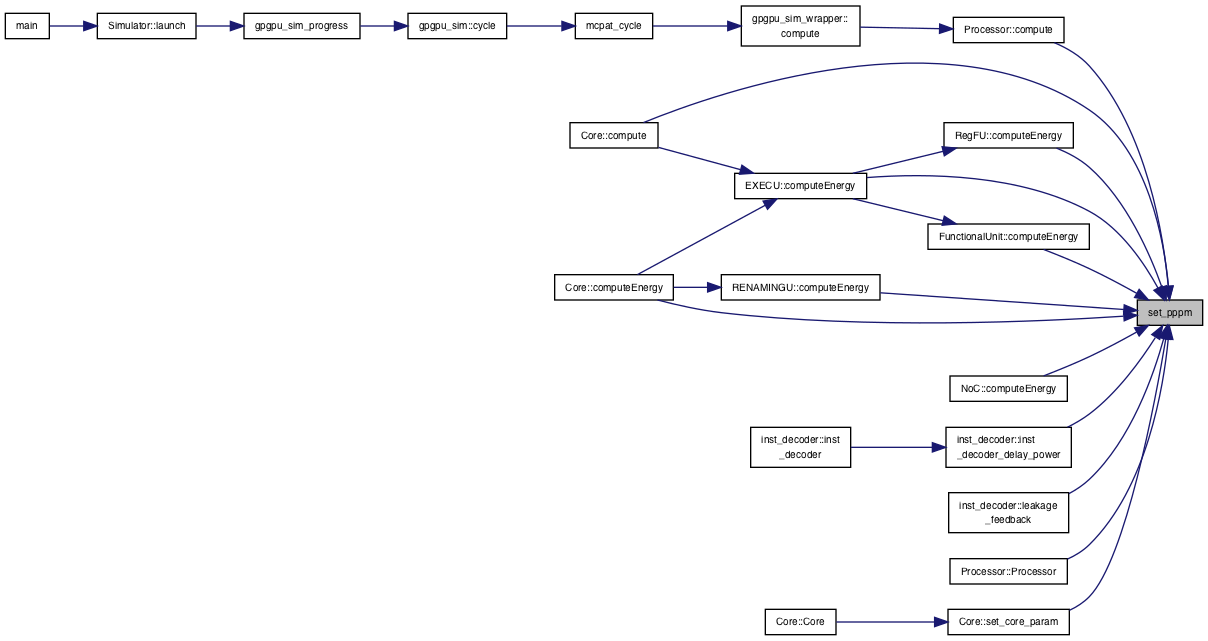 main
Simulator::launch
gpgpu_sim_progress
gpgpu_sim::cycle
mcpat_cycle
gpgpu_sim_wrapper::
compute
Processor::compute
Core::compute
RegFU::computeEnergy
EXECU::computeEnergy
FunctionalUnit::computeEnergy
Core::computeEnergy
RENAMINGU::computeEnergy
set_pppm
NoC::computeEnergy
inst_decoder::inst
_decoder
inst_decoder::inst
_decoder_delay_power
inst_decoder::leakage
_feedback
Processor::Processor
Core::Core
Core::set_core_param